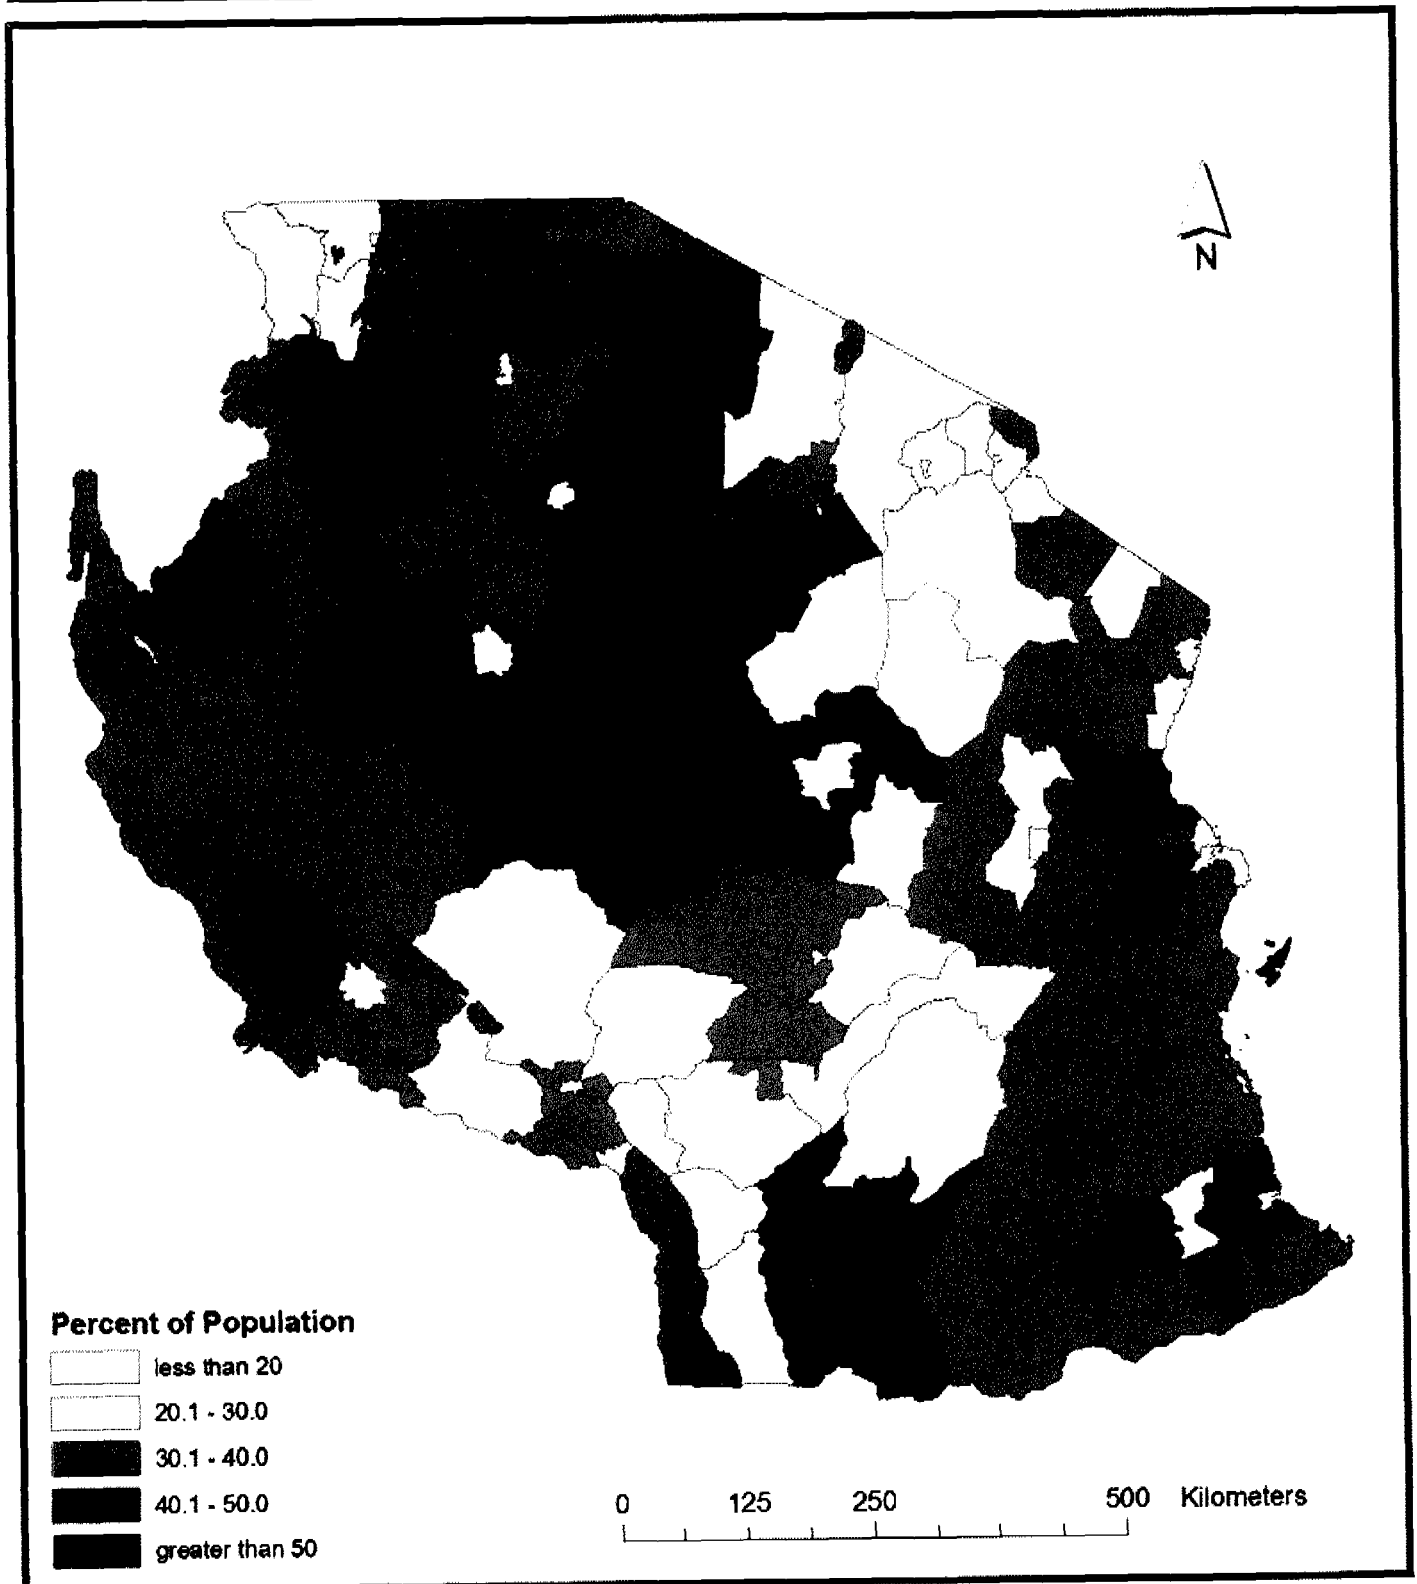 N
Percent of Population
less than 20
20.1 - 30.0
30.1 - 40.0
40.1 - 50.0
greater than 50
0 125 250 500 Kilometers